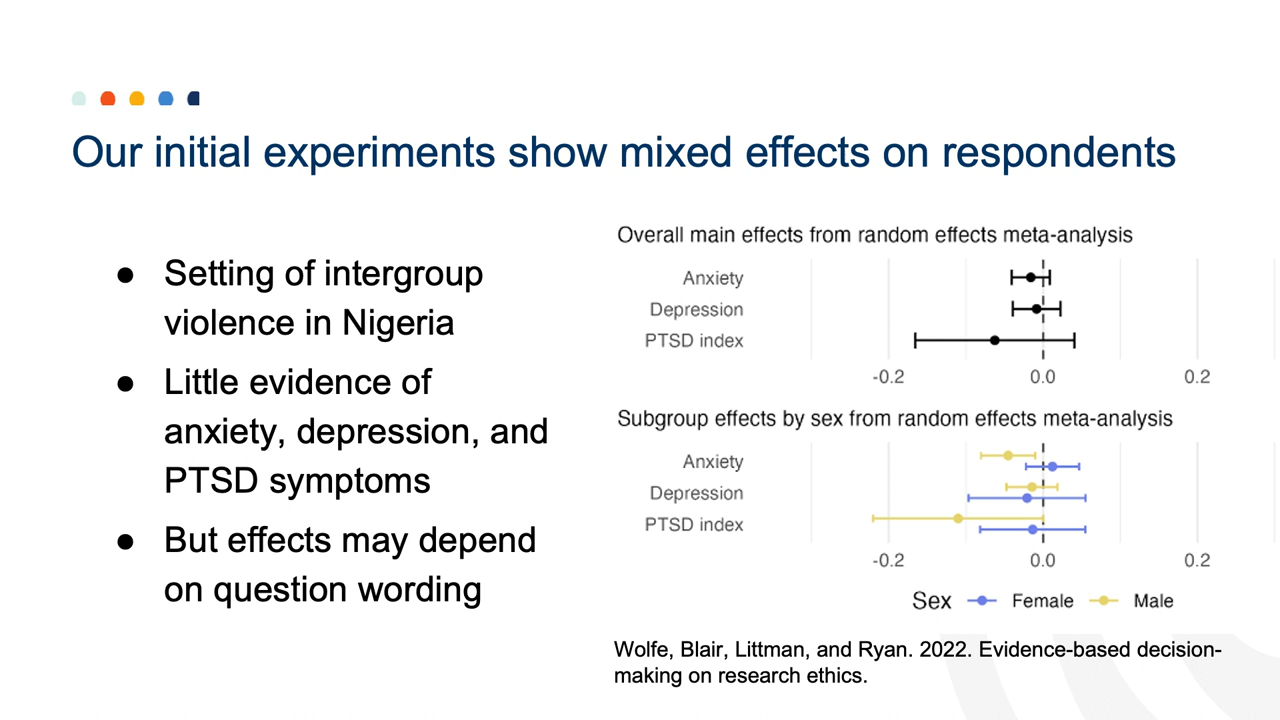 Our initial experiments show mixed effects on respondents
● Setting of intergroup
violence in Nigeria
● Little evidence of
anxiety, depression, and
PTSD symptoms
● But effects may depend
on question wording
Overall main effects from random effects meta-analysis
Anxiety
Depression
PTSD index
-0.2 0.0 0.2
Subgroup effects by sex from random effects meta-analysis
Anxiety
Depression
PTSD index
-0.2 0.0 0.2
Sex Female Male
Wolfe, Blair, Littman, and Ryan. 2022. Evidence-based decision-
making on research ethics.